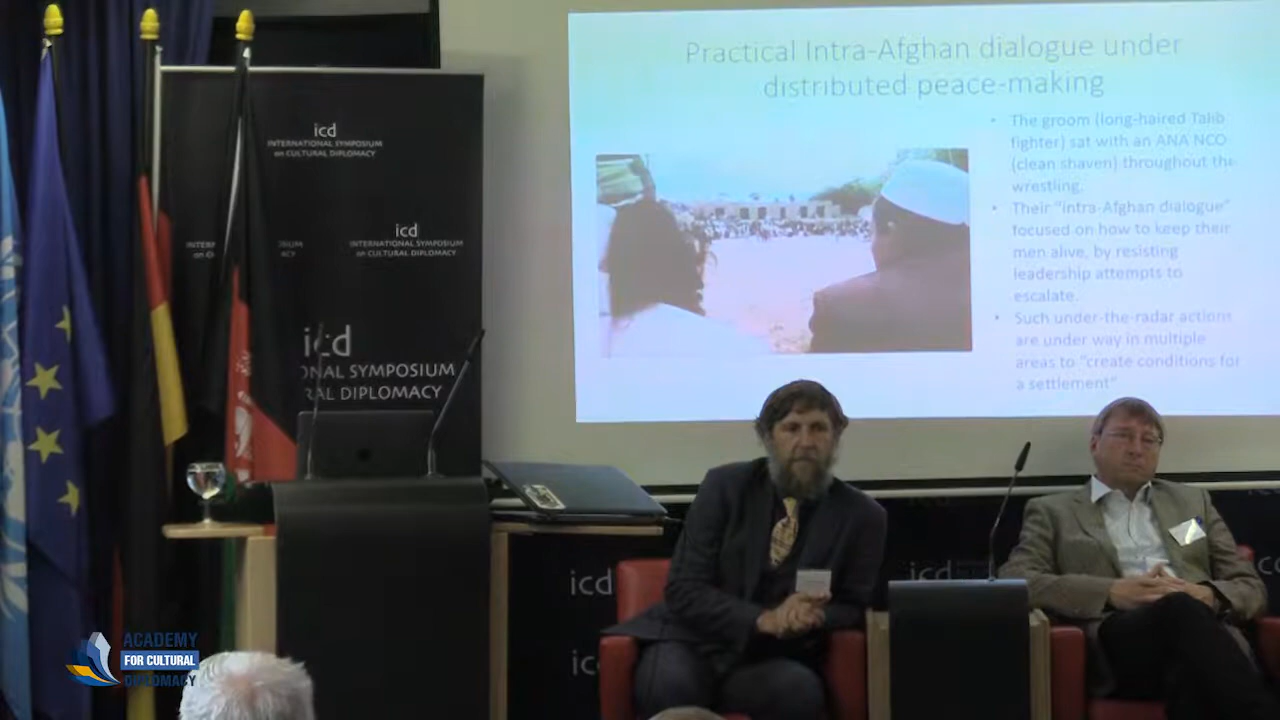 Practical Intra-Afghan dialogue under
distributed peace-making
• The groom (long-haired Talib
fighter) sat with an ANA NCO
(clean shaven) throughout the
wrestling.
• Their "intra-Afghan dialogue"
focused on how to keep their
men alive, by resisting
leadership attempts to
escalate.
• Such under-the-radar actions
are under way in multiple
areas to "create conditions for
a settlement"
icd
INTERNATIONAL SYMPOSIUM
on CULTURAL DIPLOMACY
icd
INTERNATIONAL SYMPOSIUM
on CULTURAL DIPLOMACY
icd
ONAL SYMPOSIUM
RAL DIPLOMACY
icd
icd
icd
ACADEMY
FOR CULTURAL
DIPLOMACY